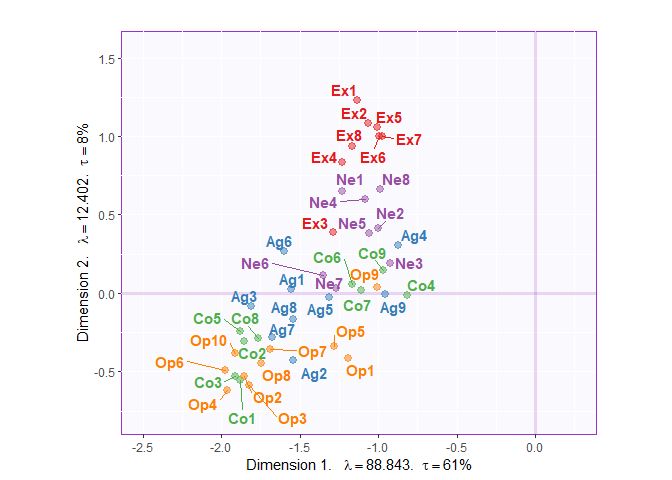 1.5
1.0
0.5
0.0
-0.5
Dimension 2. λ = 12.402. τ = 8%
Ex1
Ex2 Ex5
Ex8 Ex7
Ex4 Ex6
Ne1 Ne8
Ne4
Ne2
Ex3 Ne5
Ag4
Ag6
Co6 Co9
Ne6 Ne3
Op9
Ag1 Ne7
Co4
Ag3 Co7
Ag8 Ag5 Ag9
Co5 Co8
Ag7 Op5
Op10
Co2 Op7
Op6
Op8 Ag2 Op1
Co3
Op2
Op4
Co1 Op3
-2.5 -2.0 -1.5 -1.0 -0.5 0.0
Dimension 1. λ = 88.843. τ = 61%